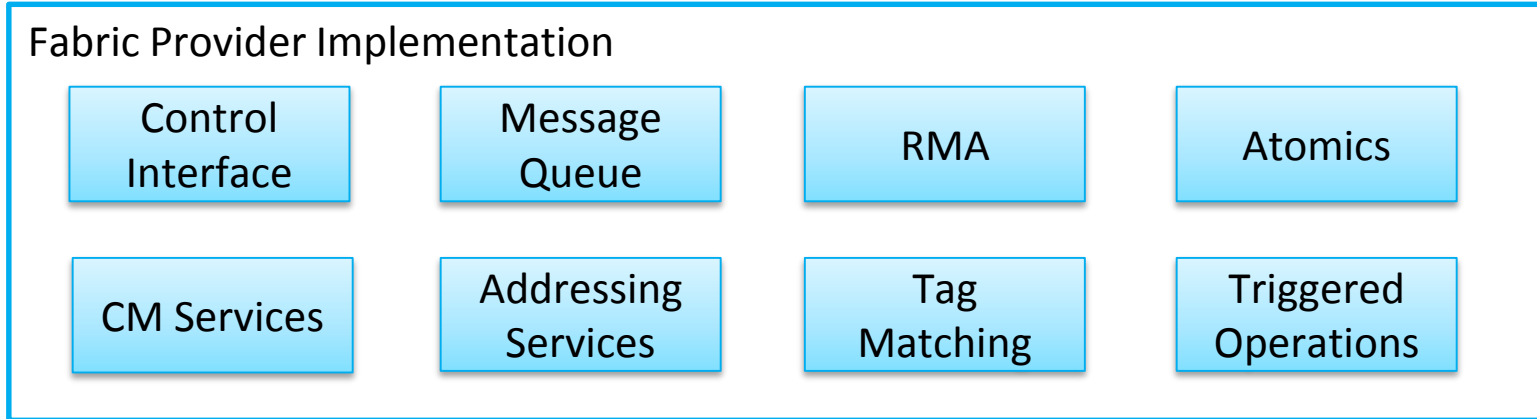 Fabric Provider Implementation
Control
Interface
Message
Queue
RMA
Atomics
CM Services
Addressing
Services
Tag
Matching
Triggered
Operations